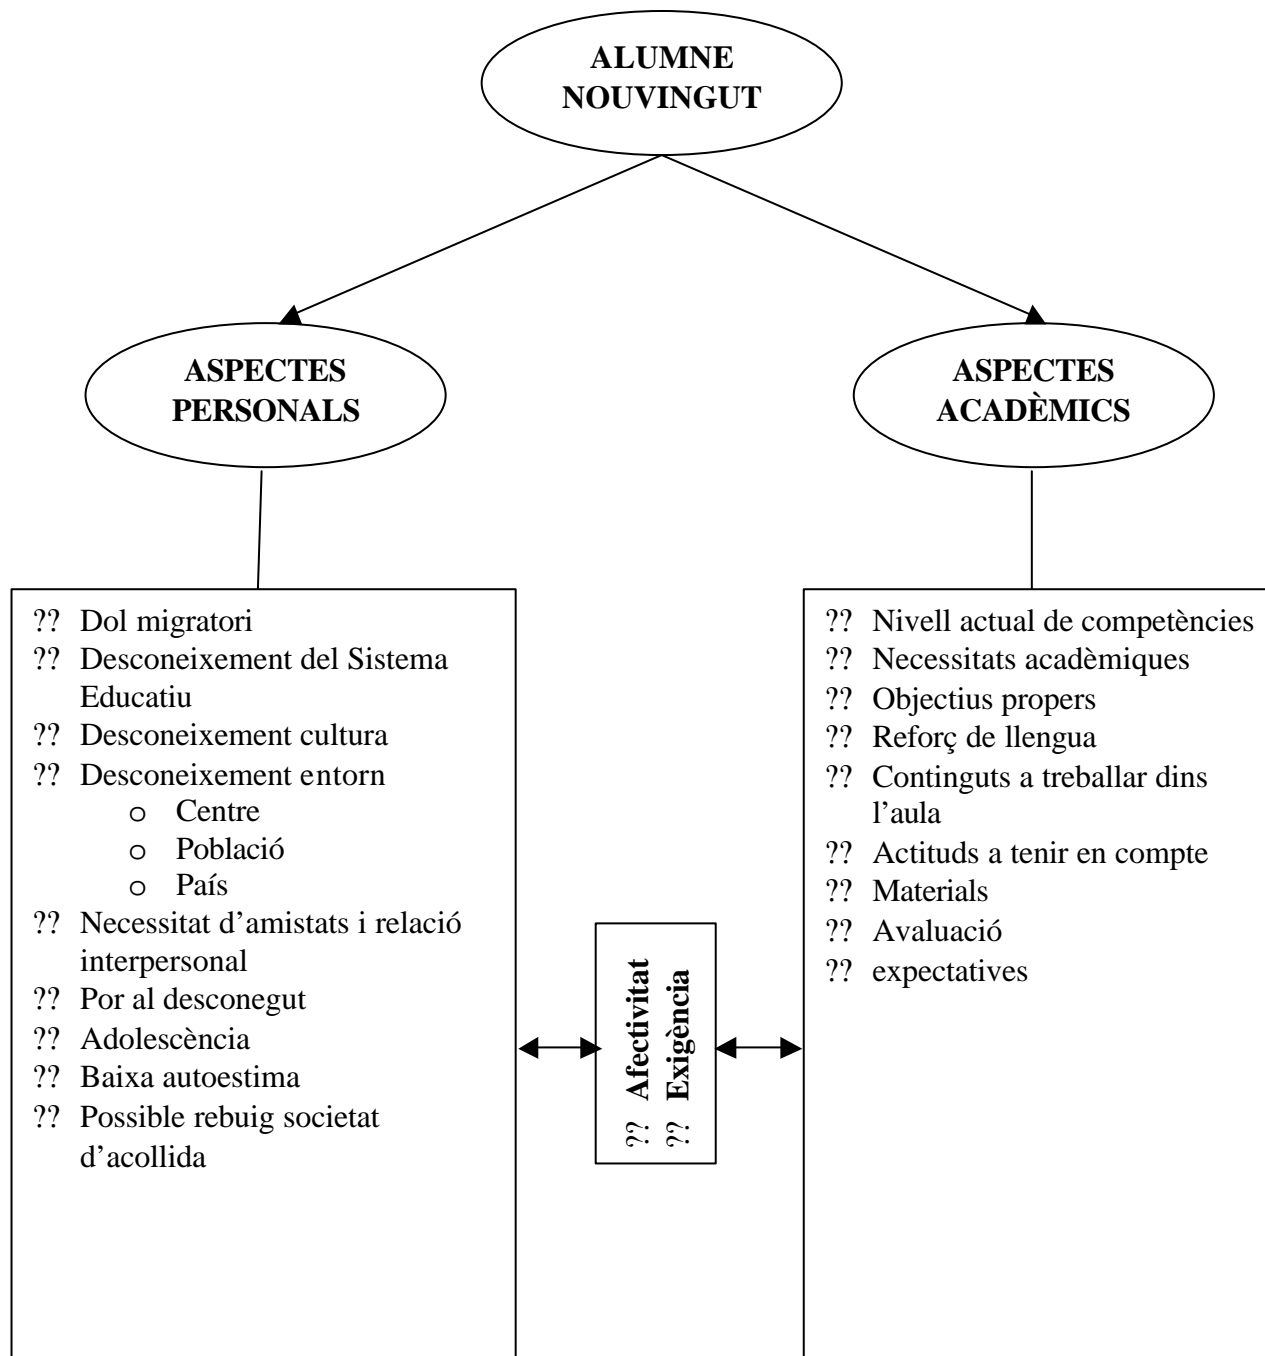 ALUMNE
NOUVINGUT
ASPECTES
PERSONALS
ASPECTES
ACADÈMICS
?? Dol migratori
?? Desconeixement del Sistema
Educatiu
?? Desconeixement cultura
?? Desconeixement entorn
o Centre
o Població
o País
?? Necessitat d’amistats i relació
interpersonal
?? Por al desconegut
?? Adolescència
?? Baixa autoestima
?? Possible rebuig societat
d’acollida
?? Afectivitat
?? Exigència
?? Nivell actual de competències
?? Necessitats acadèmiques
?? Objectius propers
?? Reforç de llengua
?? Continguts a treballar dins
l’aula
?? Actituds a tenir en compte
?? Materials
?? Avaluació
?? expectatives